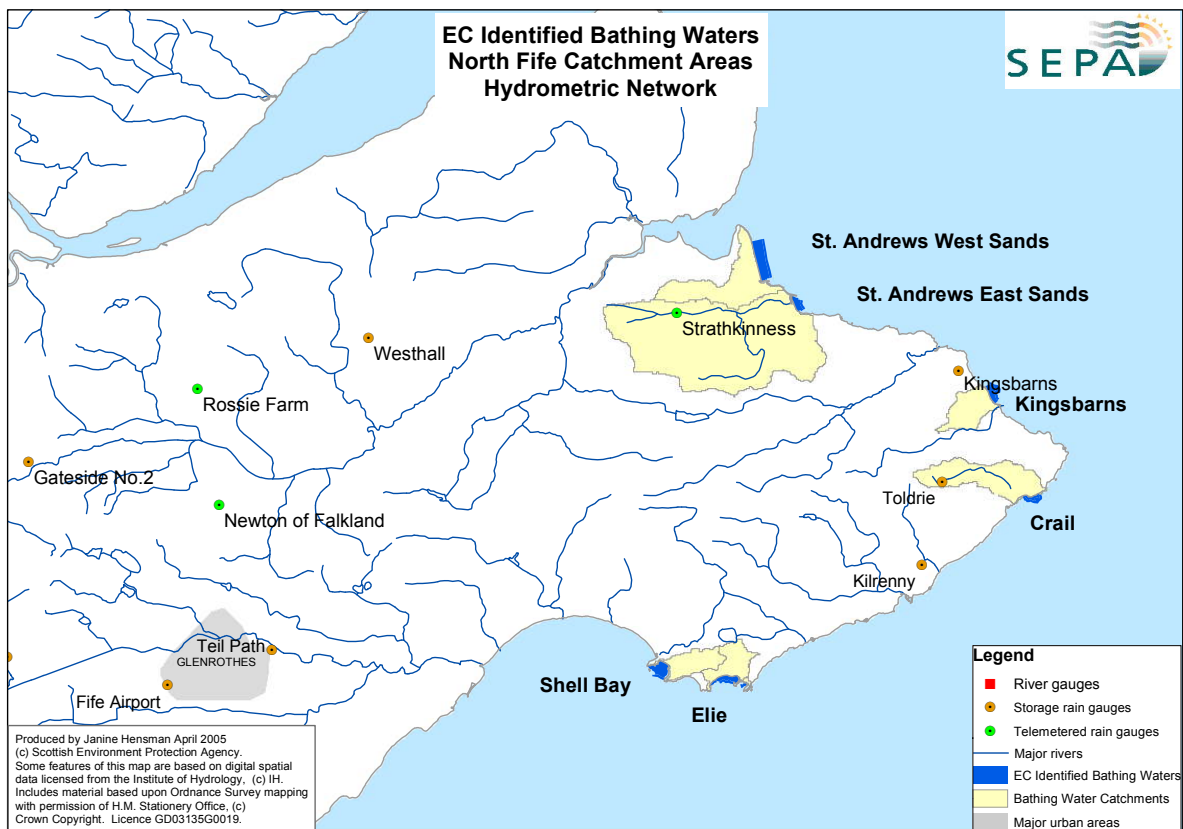 EC Identified Bathing Waters
North Fife Catchment Areas
Hydrometric Network
SEPA
St. Andrews West Sands
St. Andrews East Sands
Strathkinness
Westhall
Kingsbarns
Kingsbarns
Rossie Farm
Gateside No.2
Toldrie
Newton of Falkland
Crail
Kilrenny
Teil Path
GLENROTHES
Shell Bay
Fife Airport
Elie
Legend
River gauges
Storage rain gauges
Telemetered rain gauges
Major rivers
EC Identified Bathing Waters
Bathing Water Catchments
Major urban areas
Produced by Janine Hensman April 2005
(c) Scottish Environment Protection Agency.
Some features of this map are based on digital spatial
data licensed from the Institute of Hydrology, (c) IH.
Includes material based upon Ordnance Survey mapping
with permission of H.M. Stationery Office, (c)
Crown Copyright. Licence GD03135G0019.